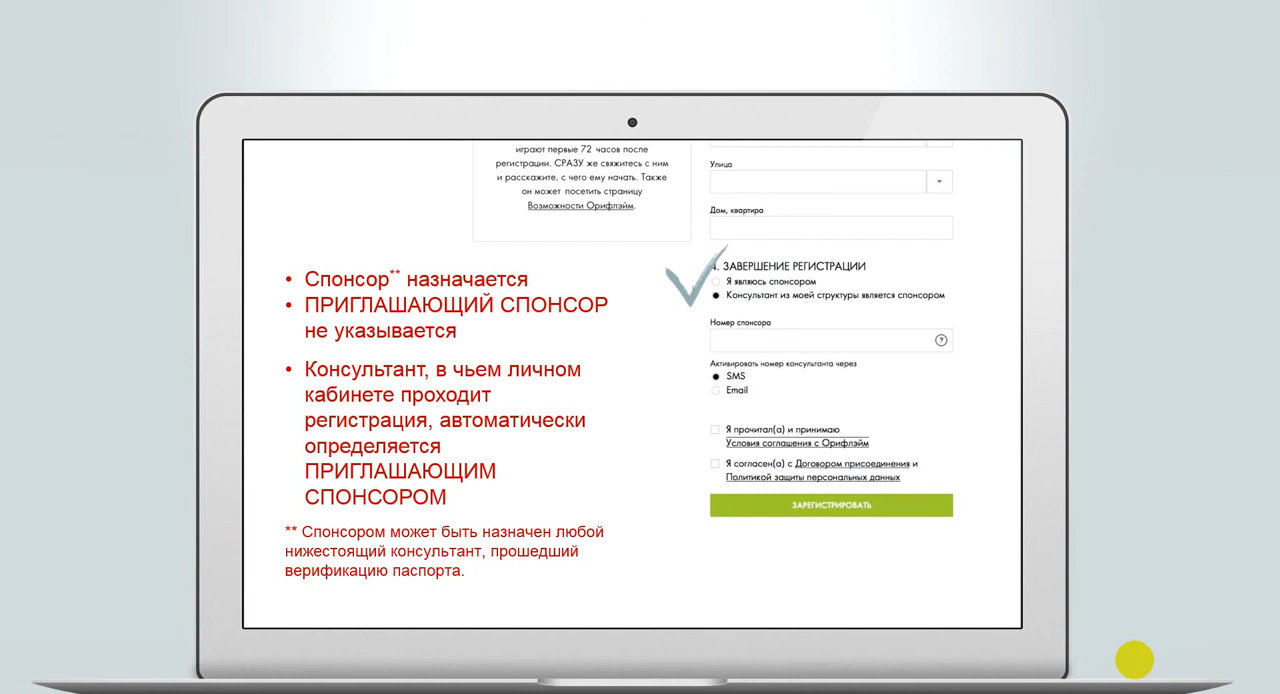 играют первые 72 часов после
регистрации. СРАЗУ же свяжитесь с ним
и расскажите, с чего ему начать. Также
он может посетить страницу
Возможности Орифлэйм.
• Спонсор** назначается
• ПРИГЛАШАЮЩИЙ СПОНСОР
не указывается
• Консультант, в чьем личном
кабинете проходит
регистрация, автоматически
определяется
ПРИГЛАШАЮЩИМ
СПОНСОРОМ
** Спонсором может быть назначен любой
нижестоящий консультант, прошедший
верификацию паспорта.
Улица
Дом, квартира
4. ЗАВЕРШЕНИЕ РЕГИСТРАЦИИ
Я являюсь спонсором
Консультант из моей структуры является спонсором
Номер спонсора
?
Активировать номер консультанта через
SMS
Email
Я прочитал(а) и принимаю
Условия соглашения с Орифлэйм
Я согласен(а) с Договором присоединения и
Политикой защиты персональных данных
ЗАРЕГИСТРИРОВАТЬ